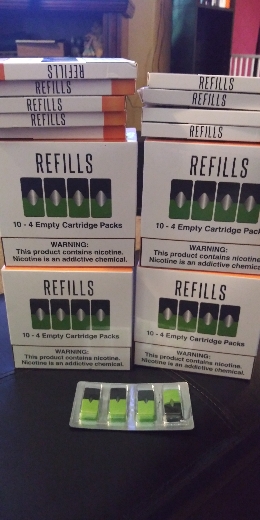 REFILLS
REFILLS
REFILLS
REFILLS
REFILLS
REFILLS
REFILLS
REFILLS
10 - 4 Empty Cartridge Packs
WARNING:
This product contains nicotine.
Nicotine is an addictive chemical.
REFILLS
10 - 4 Empty Cartridge Packs
WARNING:
This product contains nicotine.
Nicotine is an addictive chemical.
REFILLS
10 - 4 Empty Cartridge Packs
WARNING:
This product contains nicotine.
Nicotine is an addictive chemical.
REFILLS
10 - 4 Empty Cartridge Packs
WARNING:
This product contains nicotine.
Nicotine is an addictive chemical.